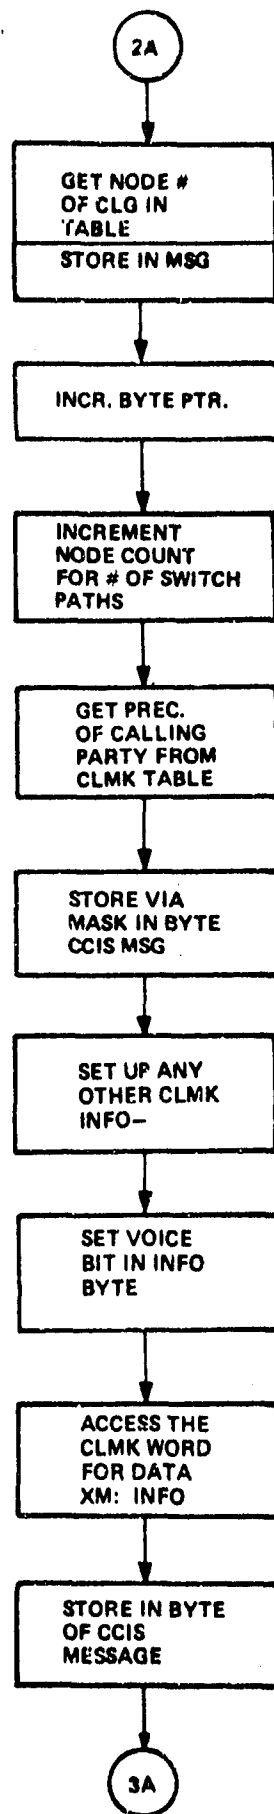 2A
GET NODE #
OF CLG IN
TABLE
STORE IN MSG
INCR. BYTE PTR.
INCREMENT
NODE COUNT
FOR # OF SWITCH
PATHS
GET PREC.
OF CALLING
PARTY FROM
CLMK TABLE
STORE VIA
MASK IN BYTE
CCIS MSG
SET UP ANY
OTHER CLMK
INFO–
SET VOICE
BIT IN INFO
BYTE
ACCESS THE
CLMK WORD
FOR DATA
XM: INFO
STORE IN BYTE
OF CCIS
MESSAGE
3A